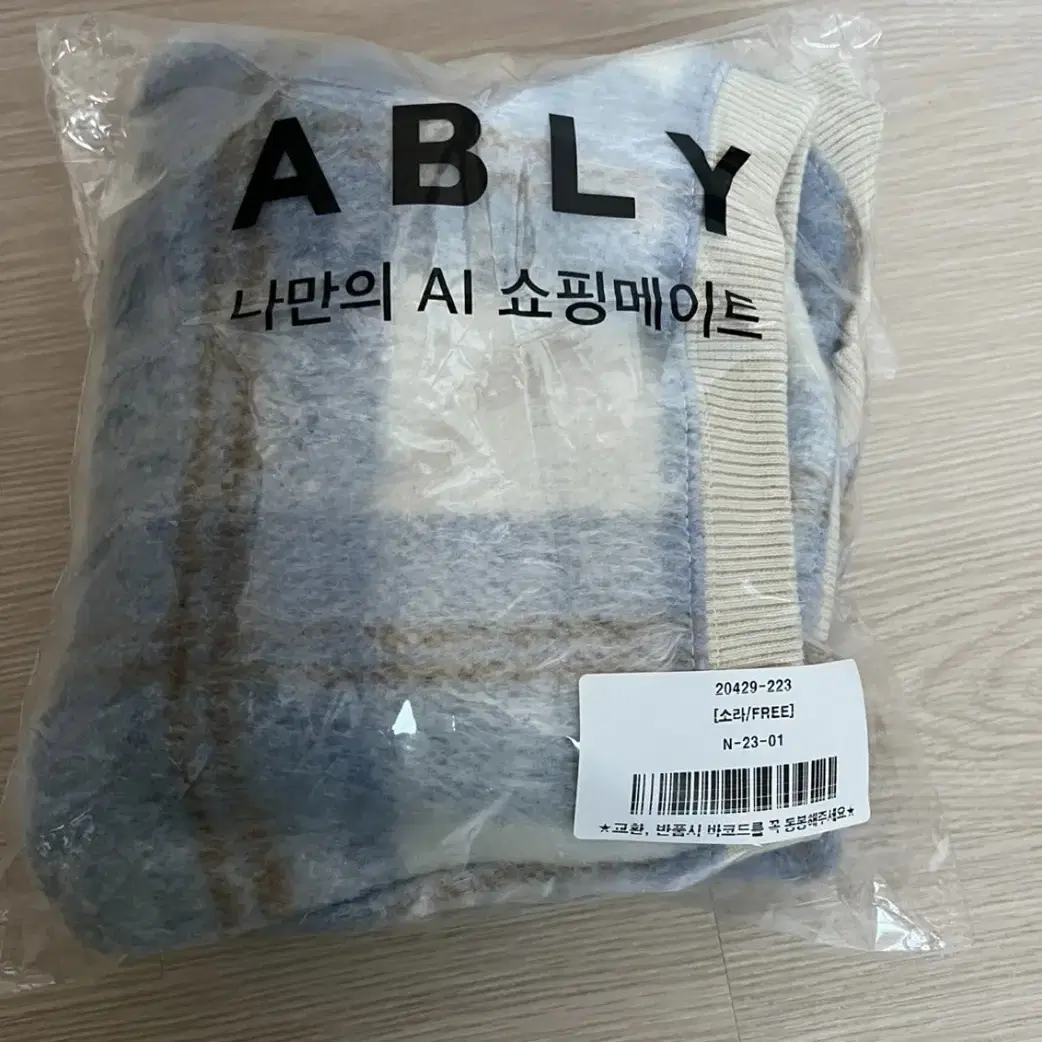 ABLY
나만의 AI 쇼핑메이트
20429-223
[소라/FREE]
N-23-01
★교환, 반품시 바코드를 꼭 동봉해주세요★